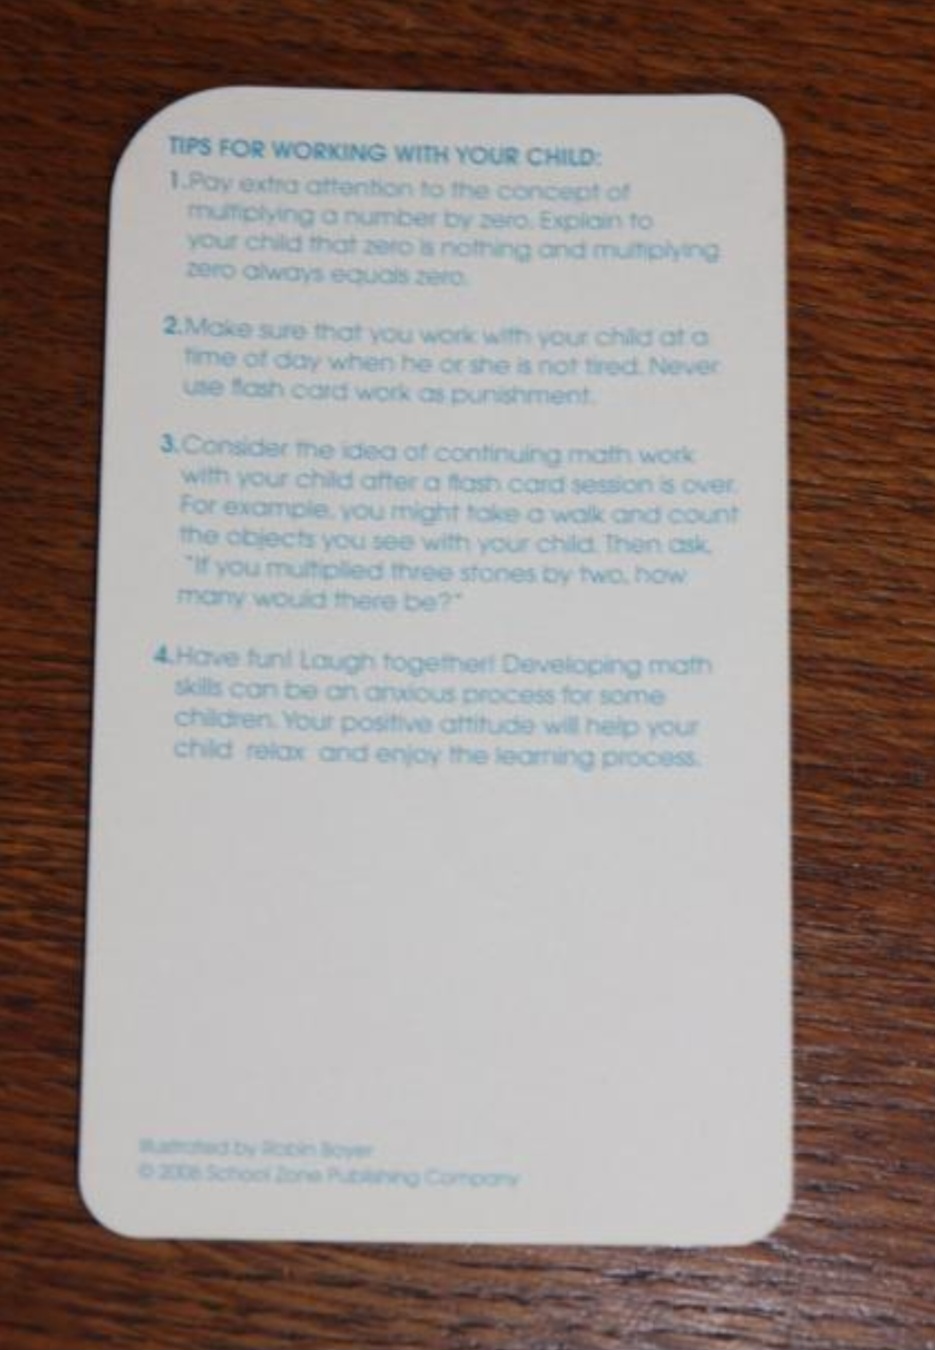 TIPS FOR WORKING WITH YOUR CHILD:
1.Pay extra attention to the concept of
multiplying a number by zero. Explain to
your child that zero is nothing and multiplying
zero always equals zero.
2.Make sure that you work with your child at a
time of day when he or she is not tired. Never
use flash card work as punishment.
3.Consider the idea of continuing math work
with your child after a flash card session is over.
For example, you might take a walk and count
the objects you see with your child. Then ask,
"If you multiplied three stones by two, how
many would there be?"
4.Have fun! Laugh together! Developing math
skills can be an anxious process for some
children. Your positive attitude will help your
child relax and enjoy the learning process.
Illustrated by Robin Boyer
© 2006 School Zone Publishing Company